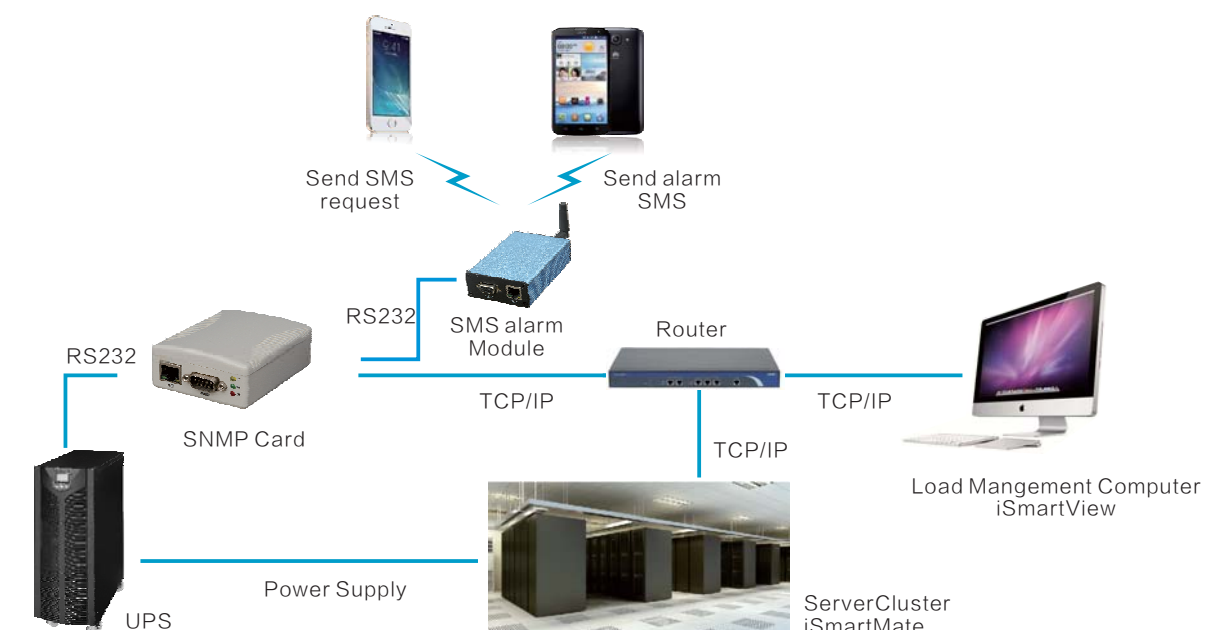 Send SMS
request
Send alarm
SMS
RS232
SMS alarm
Module
Router
RS232
TCP/IP
TCP/IP
SNMP Card
TCP/IP
Load Mangement Computer
iSmartView
Power Supply
UPS
ServerCluster
iSmartMate